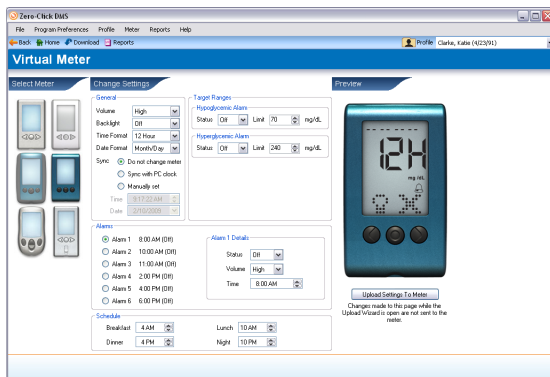 Zero-Click DMS
File Program Preferences Profile Meter Reports Help
Back Home Download Reports Profile Clarke, Katie (4/23/91)
Virtual Meter
Select Meter
Change Settings
General
Volume High
Backlight Off
Time Format 12 Hour
Date Format Month/Day
Sync Do not change meter
Sync with PC clock.
Manually set
Time 8:17:22 AM
Date 2/10/2009
Target Ranges
Hypoglycemic Alarm
Status Off Limit 70 mg/dL
Hyperglycemic Alarm
Status Off Limit 240 mg/dL
Alarms
Alarm 1 8:00 AM (Off)
Alarm 2 10:00 AM (Off)
Alarm 3 11:00 AM (Off)
Alarm 4 2:00 PM (Off)
Alarm 5 4:00 PM (Off)
Alarm 6 6:00 PM (Off)
Alarm 1 Details
Status Off
Volume High
Time 8:00 AM
Schedule
Breakfast 4 AM Lunch 10 AM
Dinner 4 PM Night 10 PM
Preview
12H
Upload Settings To Meter
Changes made to this page while the
Upload Wizard is open are not sent to the
meter.